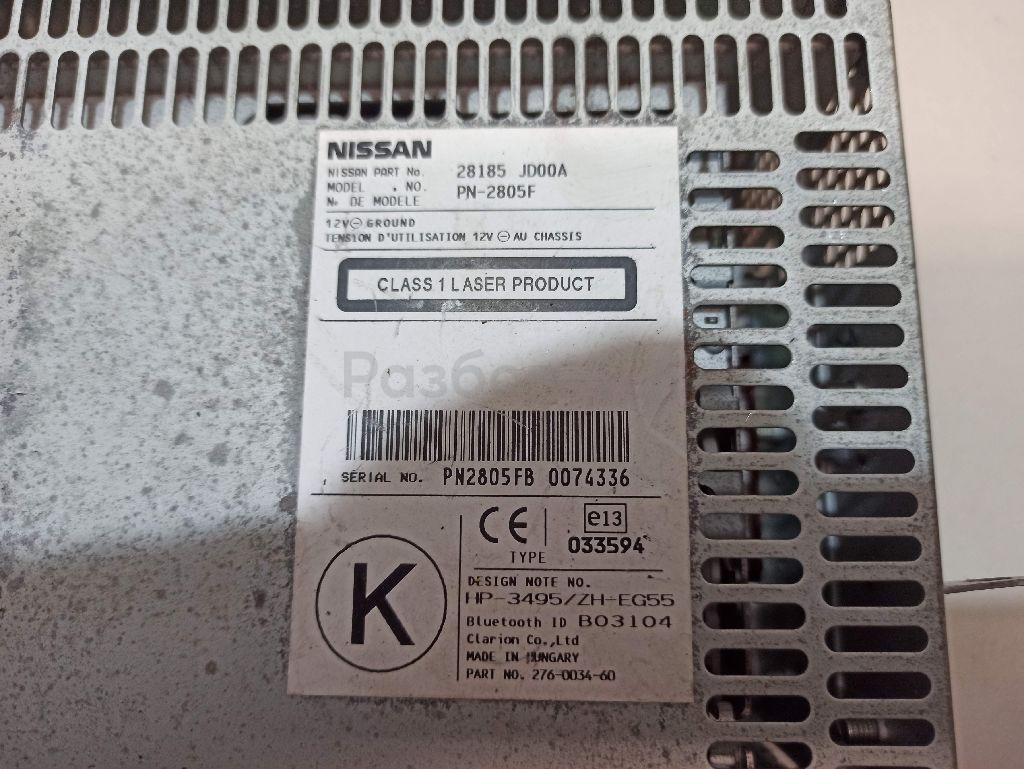 NISSAN
NISSAN PART No. 28185 JD00A
MODEL . NO. PN-2805F
No DE MODELE
12V⊖GROUND
TENSION D'UTILISATION 12V ⊖ AU CHASSIS
CLASS 1 LASER PRODUCT
SERIAL NO. PN2805FB 0074336
K
CE
e13
TYPE 033594
DESIGN NOTE NO.
HP-3495/ZH-EG55
Bluetooth ID B03104
Clarion Co.,Ltd
MADE IN HUNGARY
PART NO. 276-0034-60